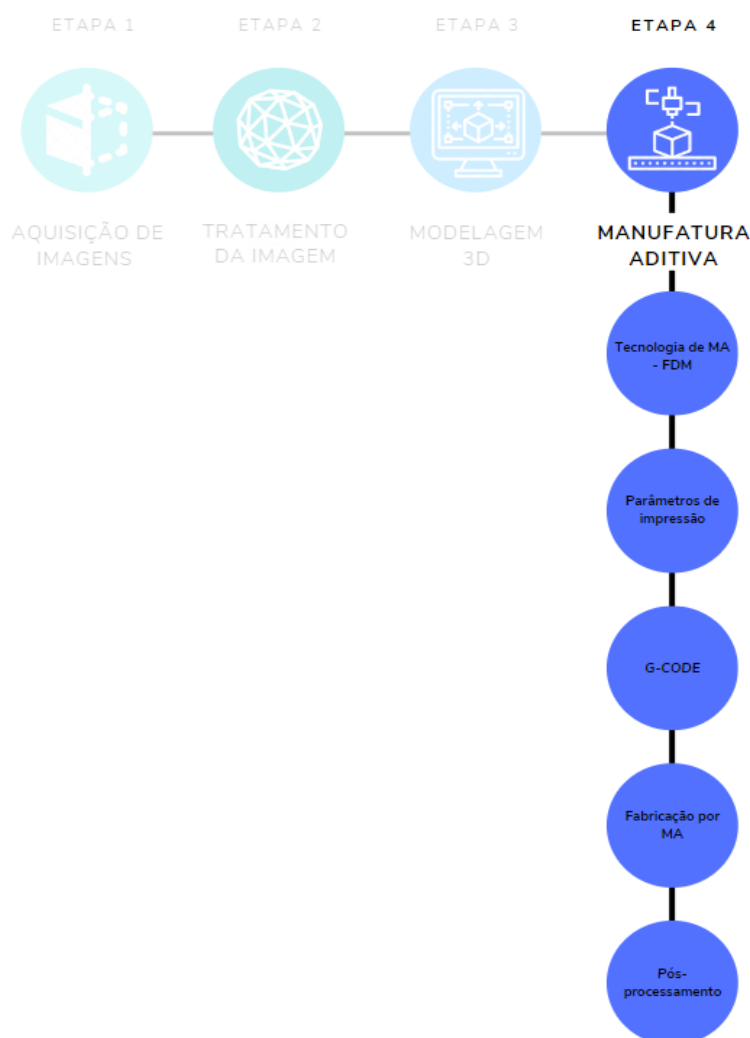 ETAPA 1
ETAPA 2
ETAPA 3
ETAPA 4
AQUISIÇÃO DE
IMAGENS
TRATAMENTO
DA IMAGEM
MODELAGEM
3D
MANUFATURA
ADITIVA
Tecnologia de MA
- FDM
Parâmetros de
impressão
G-CODE
Fabricação por
MA
Pós-
processamento